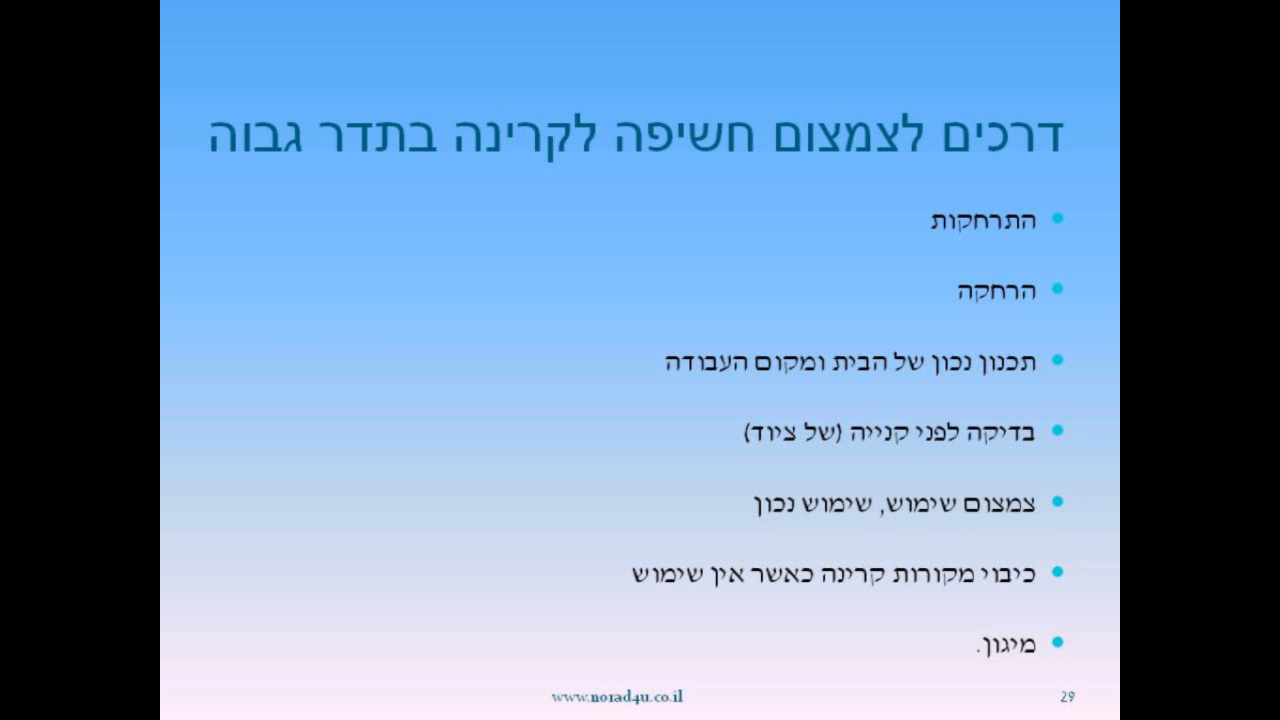 דרכים לצמצום חשיפה לקרינה בתדר גבוה
• התרחקות
• הרחקה
• תכנון נכון של הבית ומקום העבודה
• בדיקה לפני קנייה (של ציוד)
• צמצום שימוש, שימוש נכון
• כיבוי מקורות קרינה כאשר אין שימוש
• מיגון.
www.norad4u.co.il
29